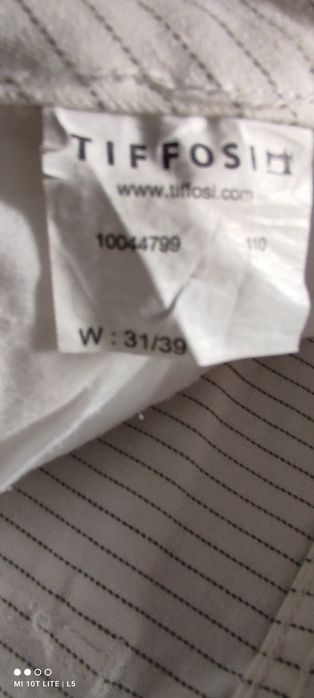 TIFFOSI
www.tiffosi.com
10044799 110
W : 31/39
MI 10T LITE | L5